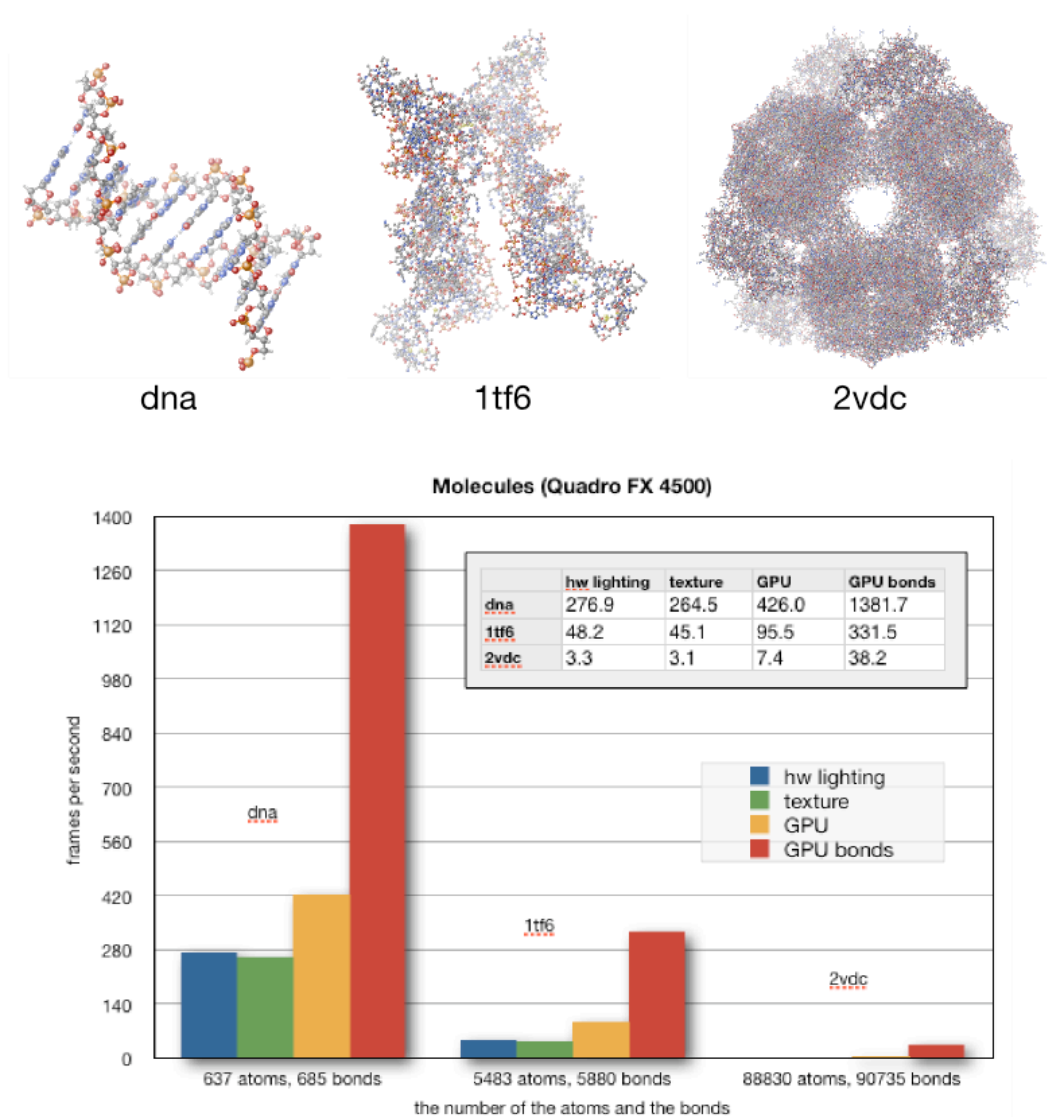 dna 1tf6 2vdc
Molecules (Quadro FX 4500)
1400
1260
1120
980
840
700
560
420
280
140
0
frames per second
hw lighting texture GPU GPU bonds
dna 276.9 264.5 426.0 1381.7
1tf6 48.2 45.1 95.5 331.5
2vdc 3.3 3.1 7.4 38.2
hw lighting
texture
GPU
GPU bonds
dna
1tf6
2vdc
637 atoms, 685 bonds 5483 atoms, 5880 bonds 88830 atoms, 90735 bonds
the number of the atoms and the bonds